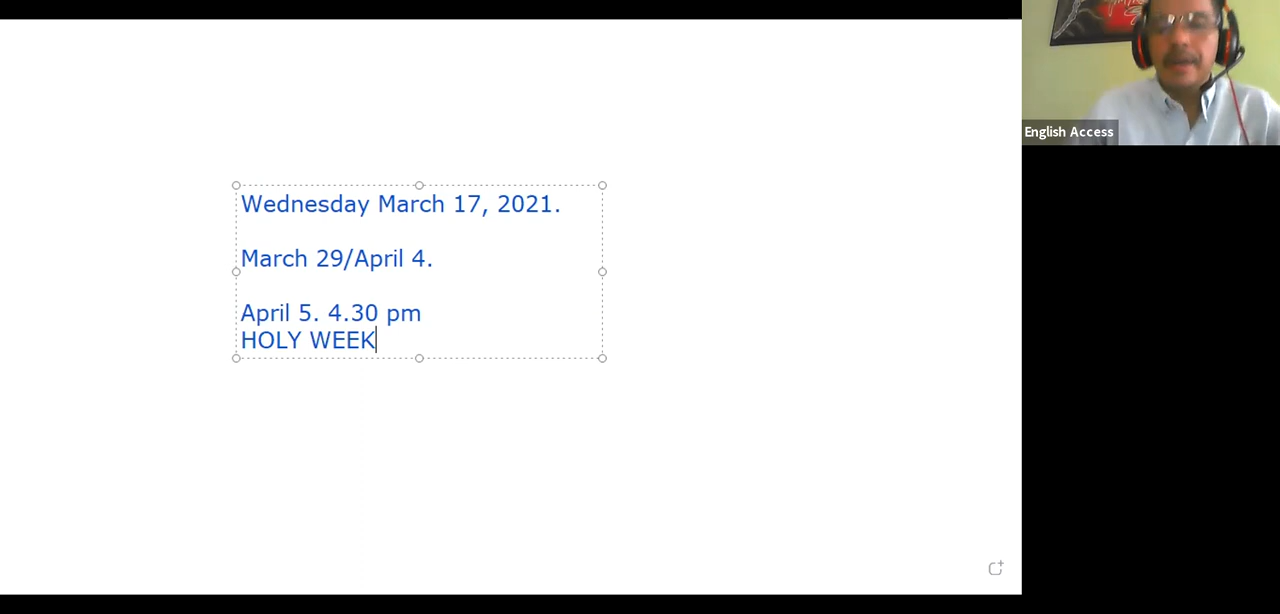 Wednesday March 17, 2021.
March 29/April 4.
April 5. 4.30 pm
HOLY WEEK
English Access